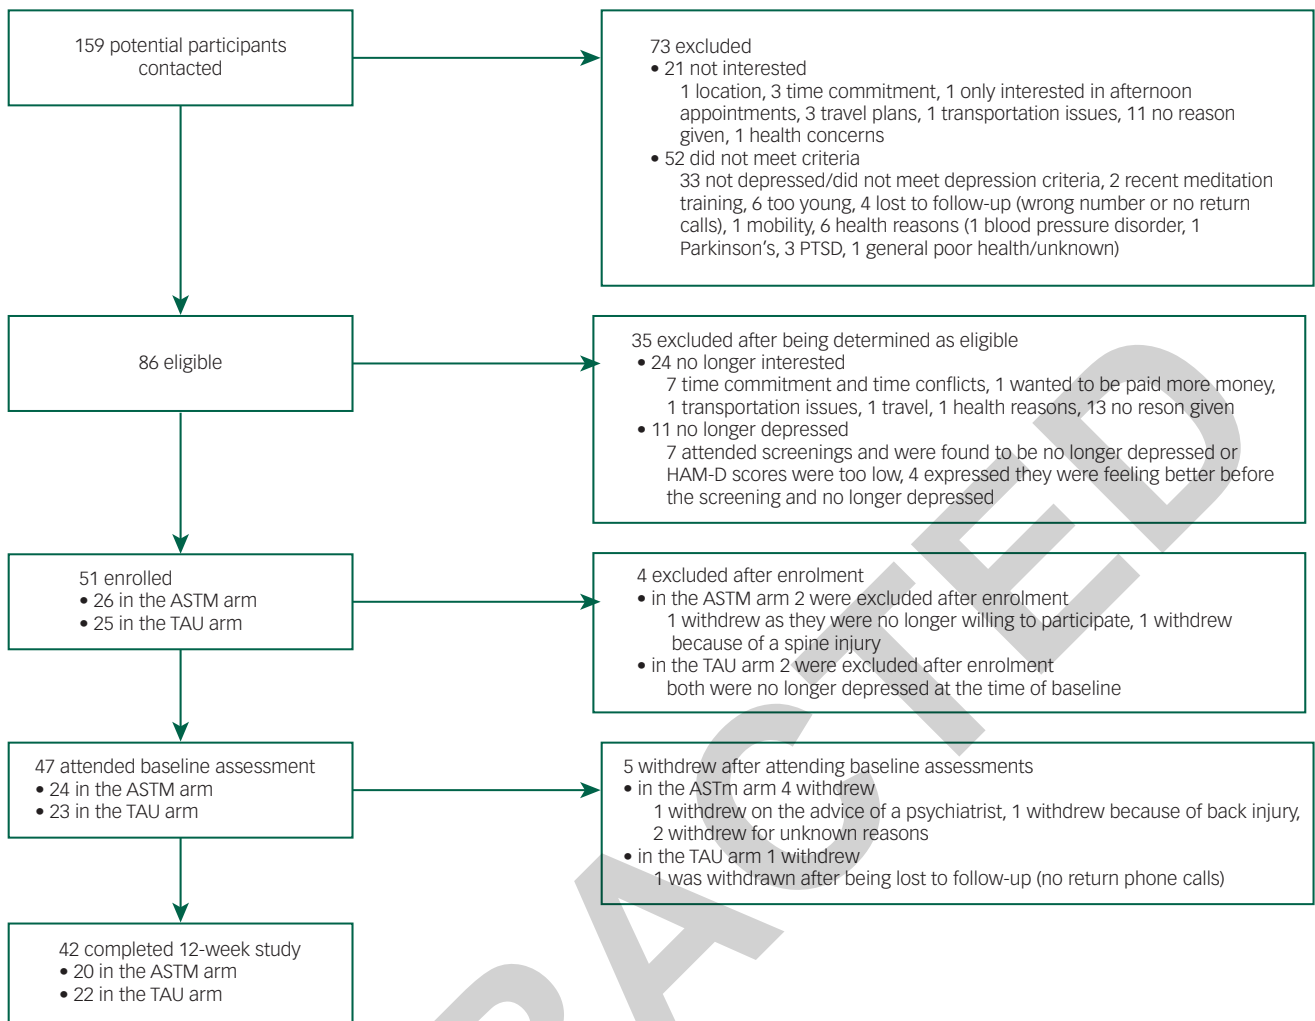 159 potential participants
contacted
73 excluded
• 21 not interested
1 location, 3 time commitment, 1 only interested in afternoon
appointments, 3 travel plans, 1 transportation issues, 11 no reason
given, 1 health concerns
• 52 did not meet criteria
33 not depressed/did not meet depression criteria, 2 recent meditation
training, 6 too young, 4 lost to follow-up (wrong number or no return
calls), 1 mobility, 6 health reasons (1 blood pressure disorder, 1
Parkinson's, 3 PTSD, 1 general poor health/unknown)
86 eligible
35 excluded after being determined as eligible
• 24 no longer interested
7 time commitment and time conflicts, 1 wanted to be paid more money,
1 transportation issues, 1 travel, 1 health reasons, 13 no reson given
• 11 no longer depressed
7 attended screenings and were found to be no longer depressed or
HAM-D scores were too low, 4 expressed they were feeling better before
the screening and no longer depressed
51 enrolled
• 26 in the ASTM arm
• 25 in the TAU arm
4 excluded after enrolment
• in the ASTM arm 2 were excluded after enrolment
1 withdrew as they were no longer willing to participate, 1 withdrew
because of a spine injury
• in the TAU arm 2 were excluded after enrolment
both were no longer depressed at the time of baseline
47 attended baseline assessment
• 24 in the ASTM arm
• 23 in the TAU arm
5 withdrew after attending baseline assessments
• in the ASTm arm 4 withdrew
1 withdrew on the advice of a psychiatrist, 1 withdrew because of back injury,
2 withdrew for unknown reasons
• in the TAU arm 1 withdrew
1 was withdrawn after being lost to follow-up (no return phone calls)
42 completed 12-week study
• 20 in the ASTM arm
• 22 in the TAU arm
RACTED